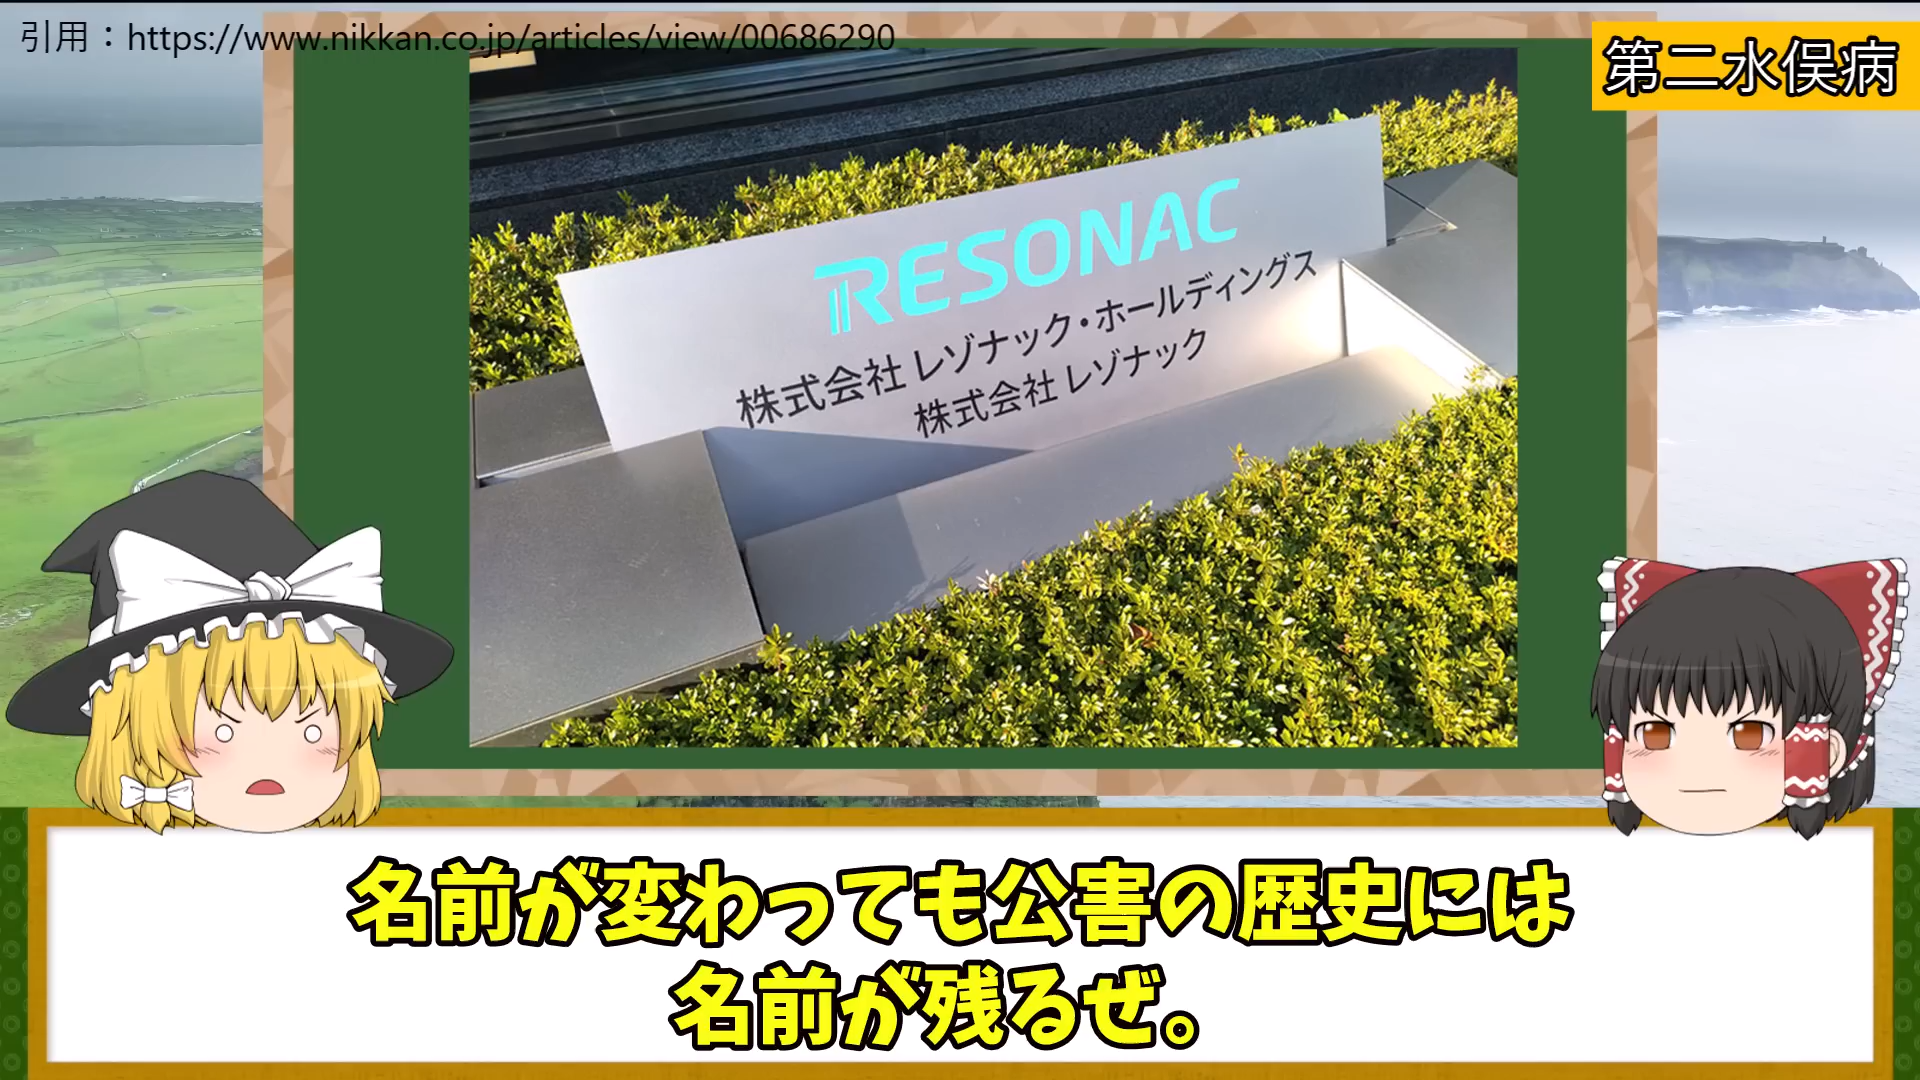 引用：https://www.nikkan.co.jp/articles/view/00686290
第二水俣病
RESONAC
株式会社 レゾナック・ホールディングス
株式会社 レゾナック
名前が変わっても公害の歴史には
名前が残るぜ。